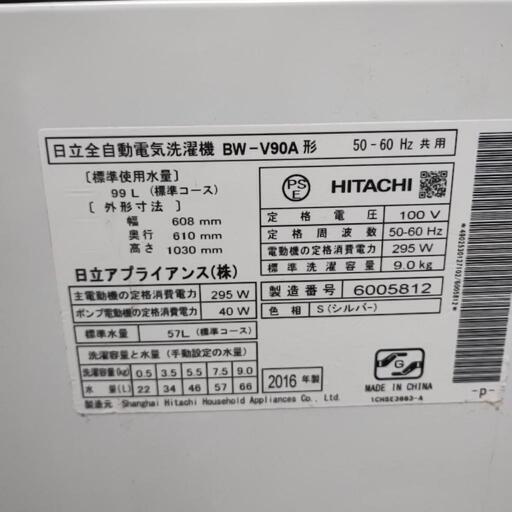 日立全自動電気洗濯機 BW-V90A 形 50-60 Hz 共用
〔標準使用水量〕
99 L (標準コース)
〔 外形寸法 〕
幅 608 mm
奥行 610 mm
高さ 1030 mm
日立アプライアンス(株)
PS
E
HITACHI
定格電圧 100 V
定格周波数 50-60 Hz
電動機の定格消費電力 295 W
標準洗濯容量 9.0 kg
主電動機の定格消費電力 295 W
ポンプ電動機の定格消費電力 40 W
製造番号 6005812
標準水量 57L (標準コース)
色相 S(シルバー)
洗濯容量と水量 (手動設定の水量)
洗濯容量(kg) 0.5 3.5 5.5 7.5 9.0
水量(L) 22 34 46 57 66
2016 年製
G
MADE IN CHINA
1CHSE3883-A
製造元 Shanghai Hitachi Household Appliances Co., Ltd.
-p-